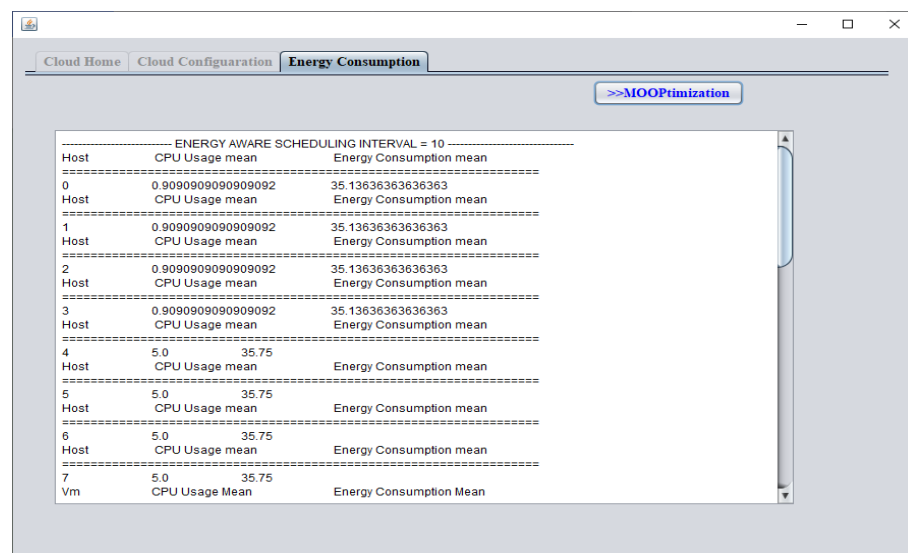 Cloud Home Cloud Configuaration Energy Consumption
>>MOOPtimization
--------------------------- ENERGY AWARE SCHEDULING INTERVAL = 10 -------------------------------
Host CPU Usage mean Energy Consumption mean
====================================================================
0 0.9090909090909092 35.13636363636363
Host CPU Usage mean Energy Consumption mean
====================================================================
1 0.9090909090909092 35.13636363636363
Host CPU Usage mean Energy Consumption mean
====================================================================
2 0.9090909090909092 35.13636363636363
Host CPU Usage mean Energy Consumption mean
====================================================================
3 0.9090909090909092 35.13636363636363
Host CPU Usage mean Energy Consumption mean
====================================================================
4 5.0 35.75
Host CPU Usage mean Energy Consumption mean
====================================================================
5 5.0 35.75
Host CPU Usage mean Energy Consumption mean
====================================================================
6 5.0 35.75
Host CPU Usage mean Energy Consumption mean
====================================================================
7 5.0 35.75
Vm CPU Usage Mean Energy Consumption Mean